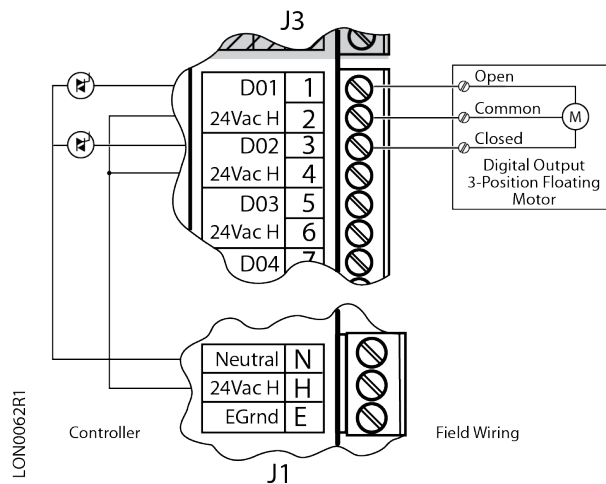 J3
D01 1
24Vac H 2
D02 3
24Vac H 4
D03 5
24Vac H 6
D04 7
Open
Common
Closed
M
Digital Output
3-Position Floating
Motor
Neutral N
24Vac H H
EGrnd E
Controller
Field Wiring
J1
LON0062R1